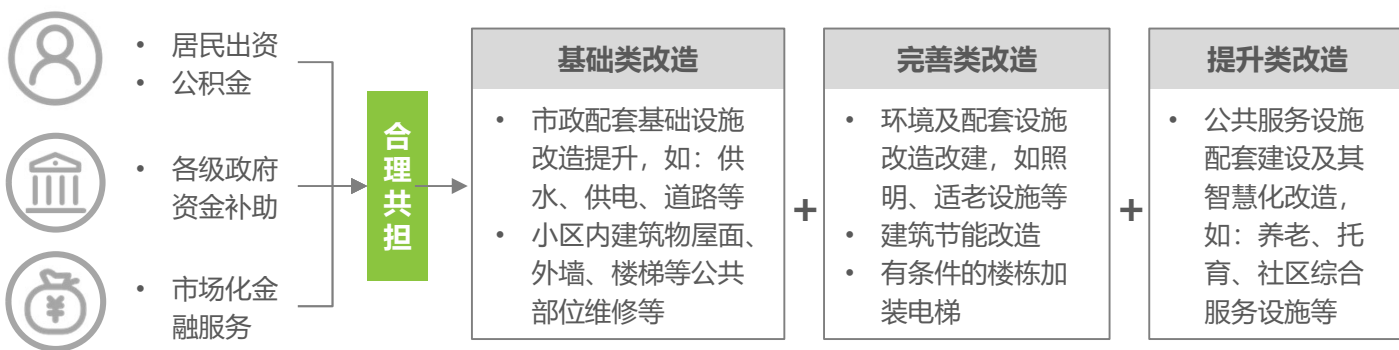 • 居民出资
• 公积金
• 各级政府
资金补助
• 市场化金
融服务
合理共担
基础类改造
• 市政配套基础设施
改造提升，如：供
水、供电、道路等
• 小区内建筑物屋面、
外墙、楼梯等公共
部位维修等
+
完善类改造
• 环境及配套设施
改造改建，如照
明、适老设施等
• 建筑节能改造
• 有条件的楼栋加
装电梯
+
提升类改造
• 公共服务设施
配套建设及其
智慧化改造，
如：养老、托
育、社区综合
服务设施等